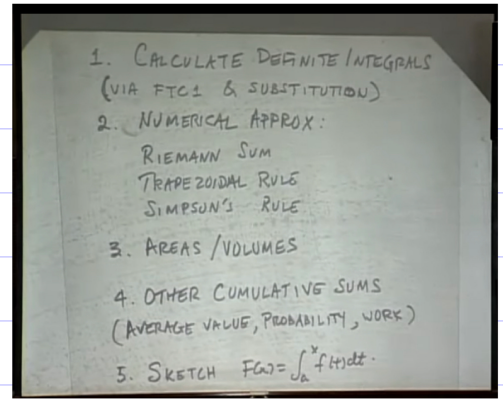 1. CALCULATE DEFINITE INTEGRALS
(VIA FTC1 & SUBSTITUTION)
2. NUMERICAL APPROX:
RIEMANN SUM
TRAPEZOIDAL RULE
SIMPSON'S RULE
3. AREAS/VOLUMES
4. OTHER CUMULATIVE SUMS
(AVERAGE VALUE, PROBABILITY, WORK)
5. SKETCH F(x) = ∫ₐˣ f(t)dt.